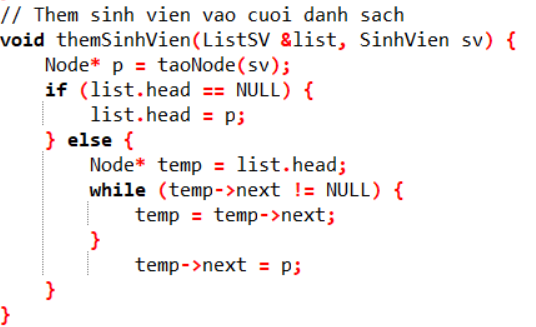 // Them sinh vien vao cuoi danh sach
void themSinhVien(ListSV &list, SinhVien sv) {
    Node* p = taoNode(sv);
    if (list.head == NULL) {
        list.head = p;
    } else {
        Node* temp = list.head;
        while (temp->next != NULL) {
            temp = temp->next;
        }
            temp->next = p;
    }
}